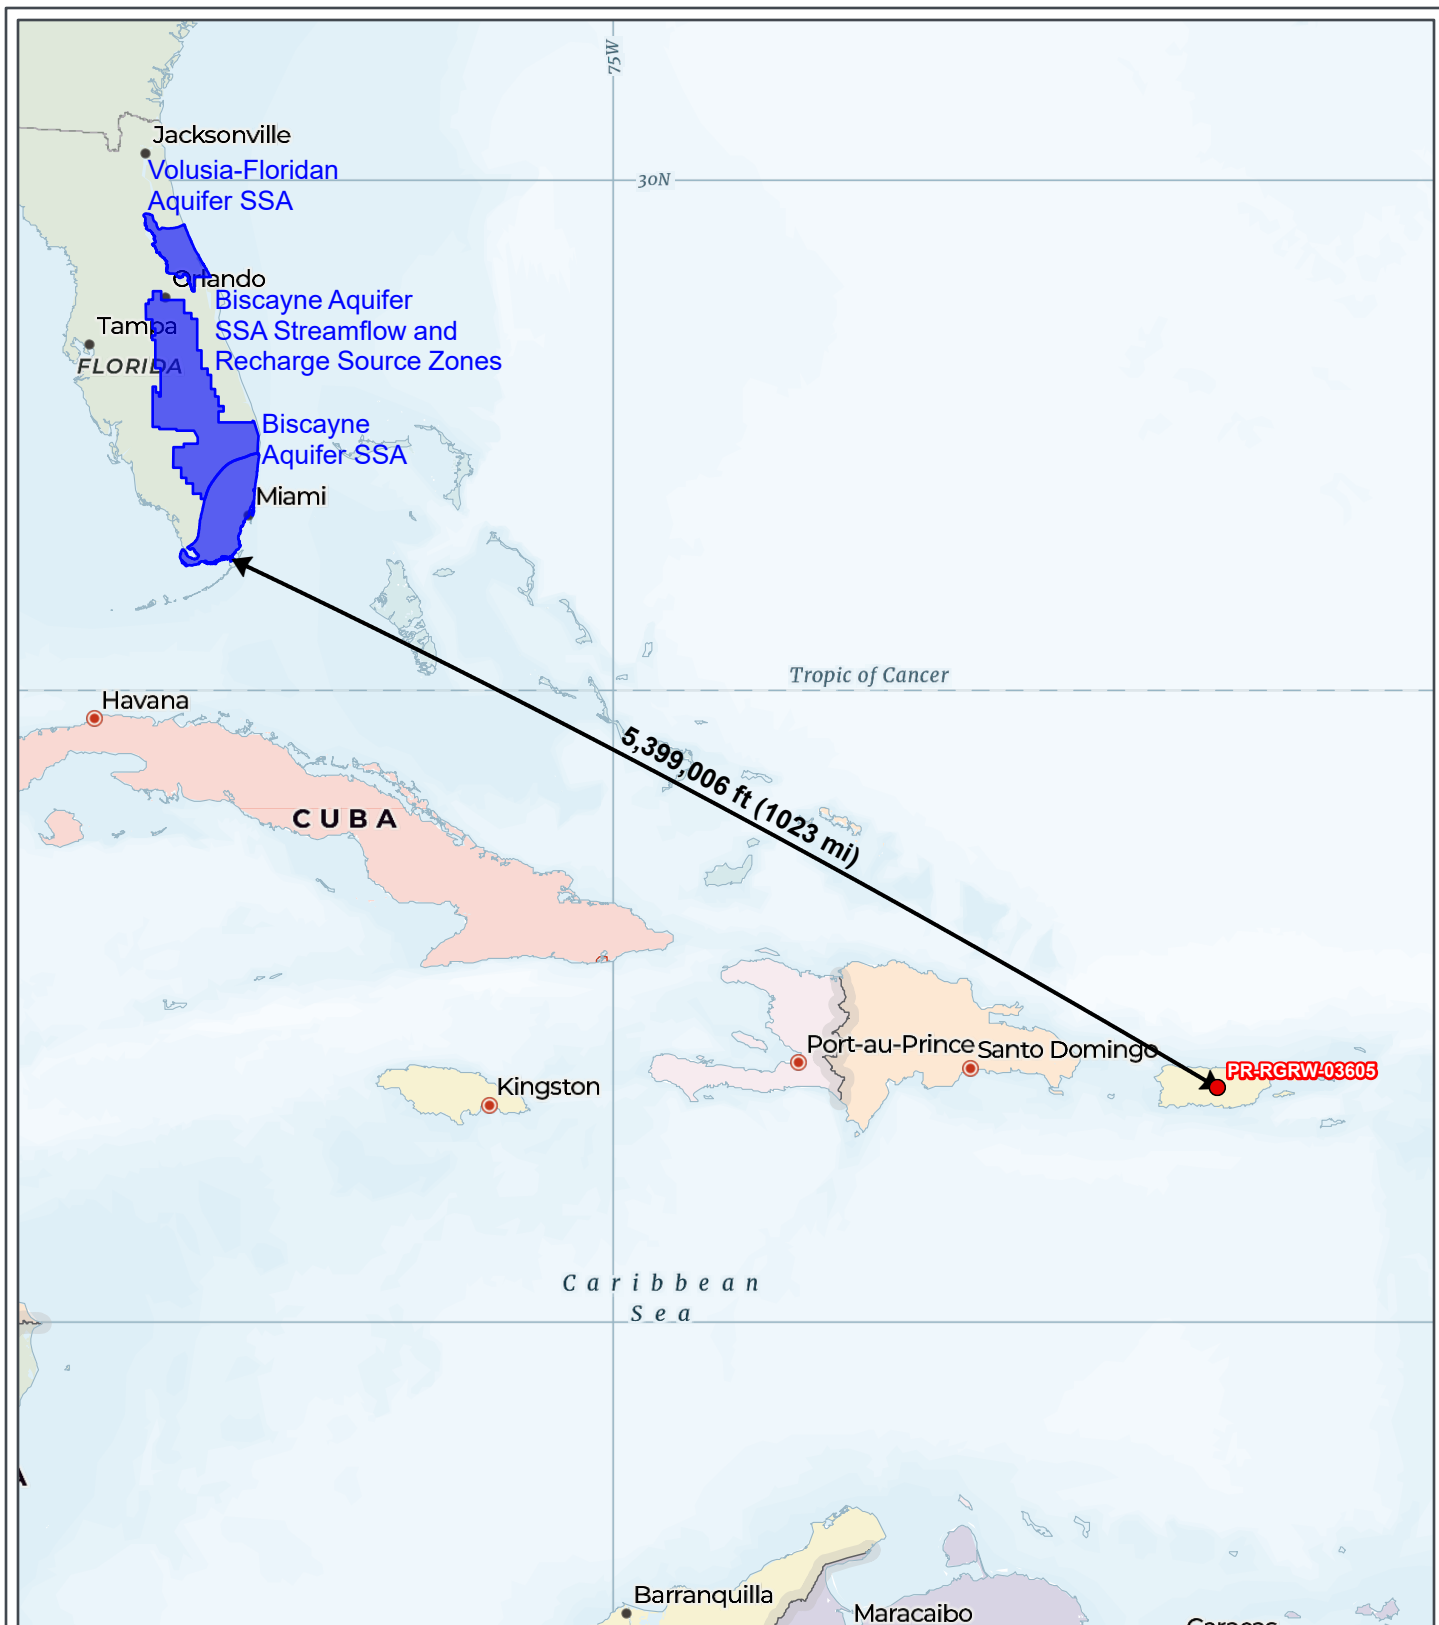 75W
Jacksonville
Volusia-Floridan
Aquifer SSA
30N
Orlando
Biscayne Aquifer
SSA Streamflow and
Recharge Source Zones
Tampa
FLORIDA
Biscayne
Aquifer SSA
Miami
Tropic of Cancer
Havana
5,399,006 ft (1023 mi)
CUBA
Port-au-Prince
Santo Domingo
PR-RGRW-03605
Kingston
Caribbean
Sea
A
Barranquilla
Maracaibo
Caracas